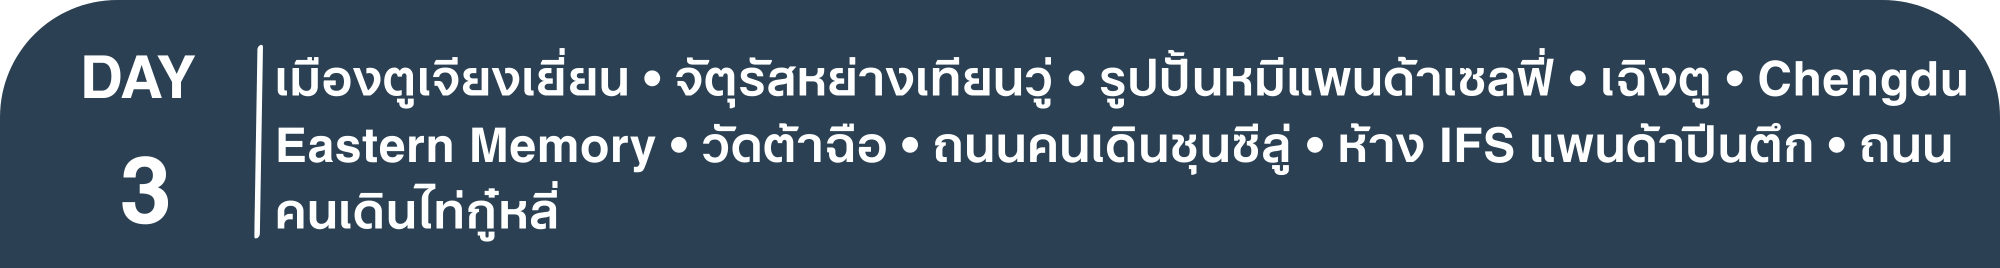 DAY
3
เมืองตูเจียงเยี่ยน • จัตุรัสหย่างเทียนวู่ • รูปปั้นหมีแพนด้าเซลฟี่ • เฉิงตู • Chengdu
Eastern Memory • วัดต้าฉือ • ถนนคนเดินชุนซีลู่ • ห้าง IFS แพนด้าปีนตึก • ถนน
คนเดินไท่กู๋หลี่